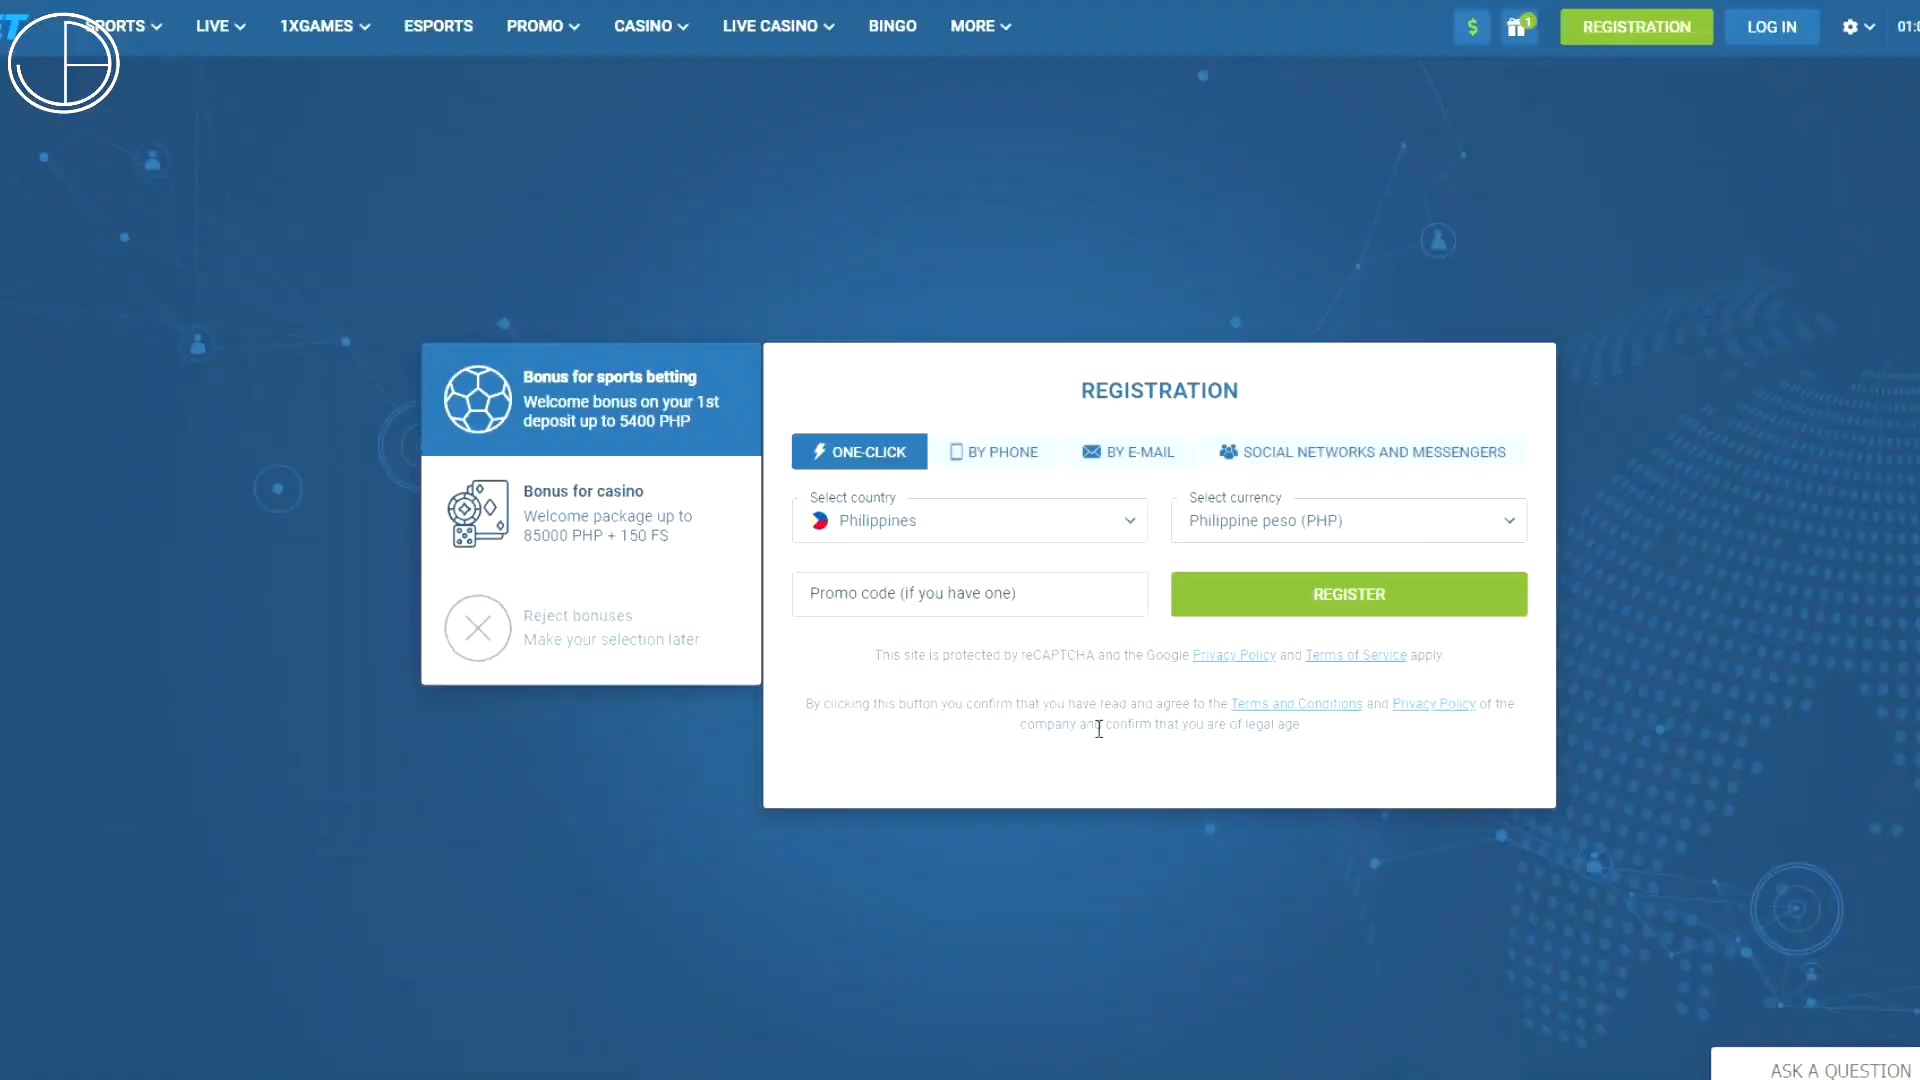 SPORTS
LIVE
1XGAMES
ESPORTS
PROMO
CASINO
LIVE CASINO
BINGO
MORE
$
1
REGISTRATION
LOG IN
Bonus for sports betting
Welcome bonus on your 1st
deposit up to 5400 PHP
Bonus for casino
Welcome package up to
85000 PHP + 150 FS
Reject bonuses
Make your selection later
REGISTRATION
ONE-CLICK
BY PHONE
BY E-MAIL
SOCIAL NETWORKS AND MESSENGERS
Select country
Philippines
Select currency
Philippine peso (PHP)
Promo code (if you have one)
REGISTER
This site is protected by reCAPTCHA and the Google Privacy Policy and Terms of Service apply
By clicking this button you confirm that you have read and agree to the Terms and Conditions and Privacy Policy of the
company and confirm that you are of legal age
ASK A QUESTION